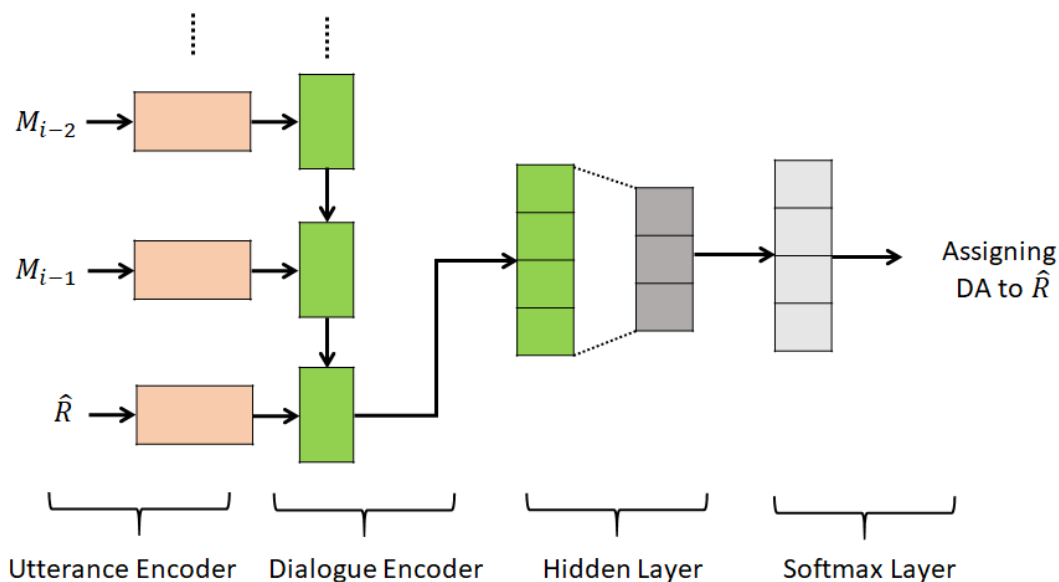 M_{i-2}
M_{i-1}
R̂
Assigning
DA to R̂
Utterance Encoder
Dialogue Encoder
Hidden Layer
Softmax Layer